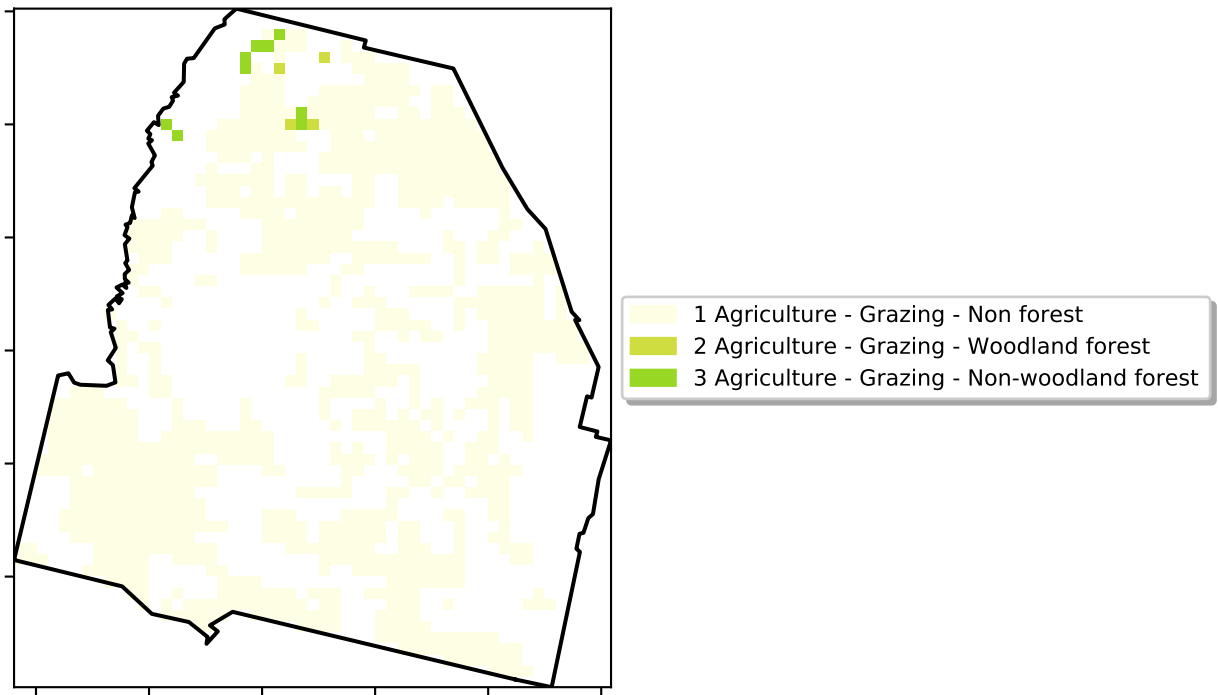 1 Agriculture - Grazing - Non forest
2 Agriculture - Grazing - Woodland forest
3 Agriculture - Grazing - Non-woodland forest